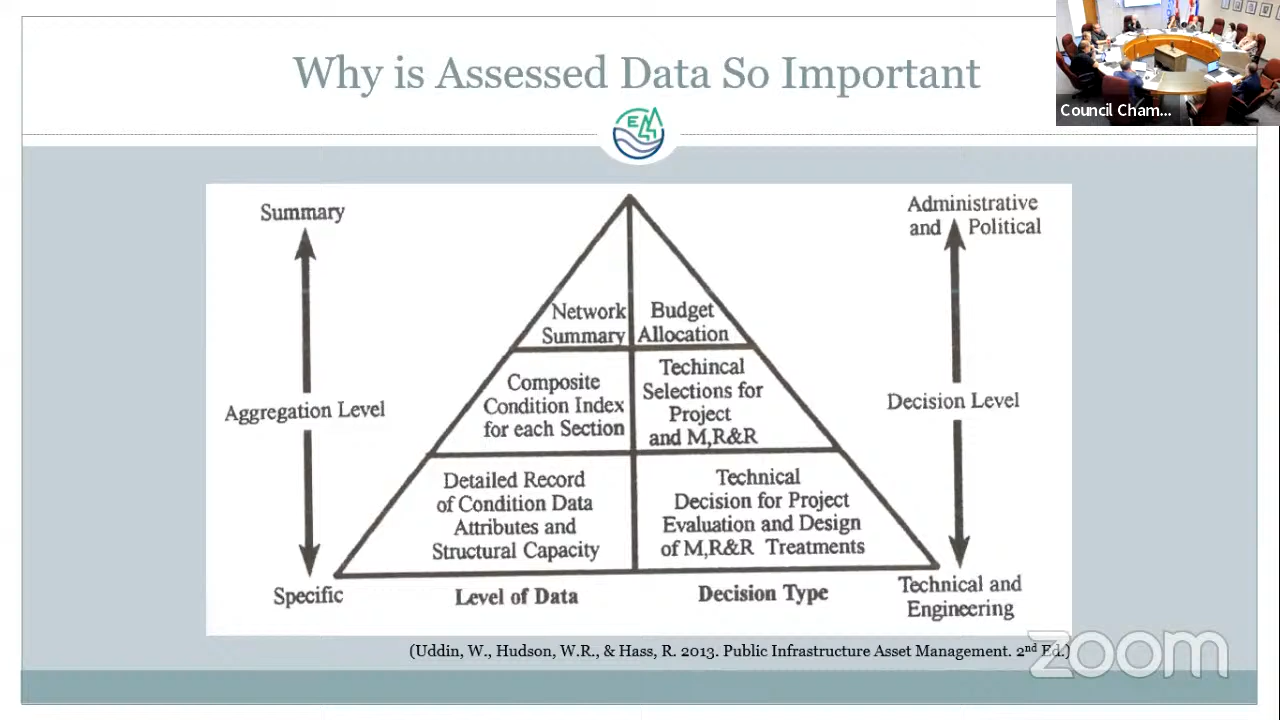 Why is Assessed Data So Important
Council Cham...
E
Summary
Administrative
and Political
Network
Summary
Budget
Allocation
Composite
Condition Index
for each Section
Techincal
Selections for
Project
and M,R&R
Aggregation Level
Decision Level
Detailed Record
of Condition Data
Attributes and
Structural Capacity
Technical
Decision for Project
Evaluation and Design
of M,R&R Treatments
Specific
Level of Data
Decision Type
Technical and
Engineering
(Uddin, W., Hudson, W.R., & Hass, R. 2013. Public Infrastructure Asset Management. 2nd Ed.)
zoom